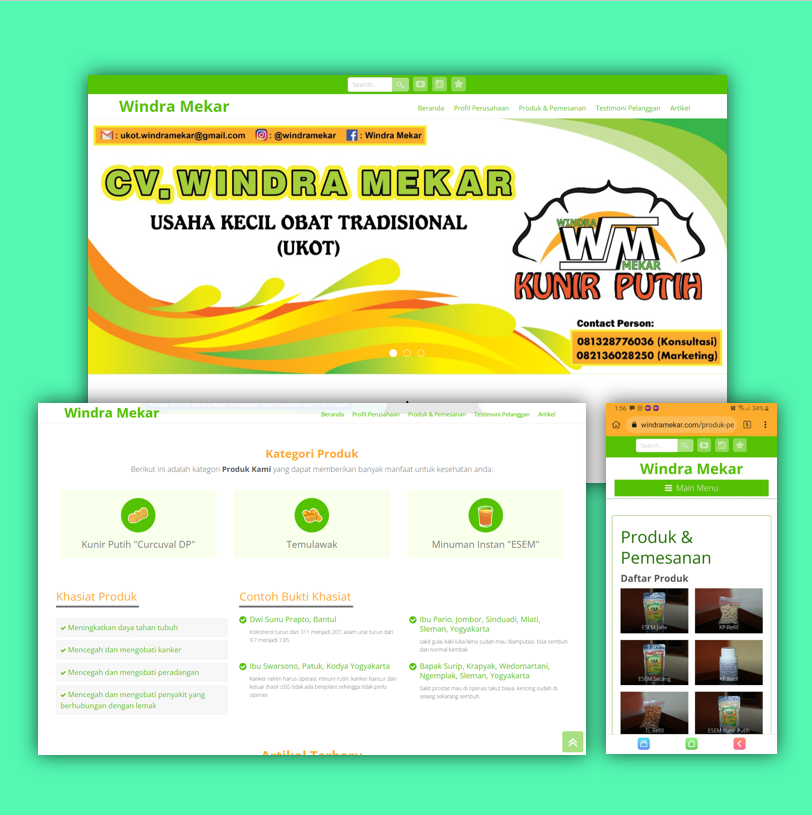 Search...
Windra Mekar
Beranda Profil Perusahaan Produk & Pemesanan Testimoni Pelanggan Artikel
: ukot.windramekar@gmail.com : @windramekar : Windra Mekar
CV.WINDRA MEKAR
USAHA KECIL OBAT TRADISIONAL
(UKOT)
WINDRA
WM
MEKAR
KUNIR PUTIH
Contact Person:
081328776036 (Konsultasi)
082136028250 (Marketing)
Windra Mekar
Beranda Profil Perusahaan Produk & Pemesanan Testimoni Pelanggan Artikel
Kategori Produk
Berikut ini adalah kategori Produk Kami yang dapat memberikan banyak manfaat untuk kesehatan anda:
Kunir Putih "Curcuval DP"
Temulawak
Minuman Instan "ESEM"
Khasiat Produk
Meningkatkan daya tahan tubuh
Mencegah dan mengobati kanker
Mencegah dan mengobati peradangan
Mencegah dan mengobati penyakit yang
berhubungan dengan lemak
Contoh Bukti Khasiat
Dwi Sunu Prapto, Bantul
Kolesterol turun dari 311 menjadi 207, asam urat turun dari
9,7 menjadi 7,85
Ibu Swarsono, Patuk, Kodya Yogyakarta
Kanker rahim harus operasi, minum rutin: kanker hancur dan
keluar (hasil USG tidak ada benjolan) sehingga tidak perlu
operasi
Ibu Pario, Jombor, Sinduadi, Mlati,
Sleman, Yogyakarta
sakit gula, kaki luka lama sudah mau diamputasi, bisa sembuh
dan normal kembali
Bapak Surip, Krapyak, Wedomartani,
Ngemplak, Sleman, Yogyakarta
Sakit prostat mau di operasi takut biaya, kencing sudah di
selang sekarang sembuh
Artikel Terbaru
1:56 34%
windramekar.com/produk-pe
Search...
Windra Mekar
Main Menu
Produk &
Pemesanan
Daftar Produk
ESEM Jahe KP Refill
ESEM Secang KP Kecil
TL Refill ESEM Kunir Putih